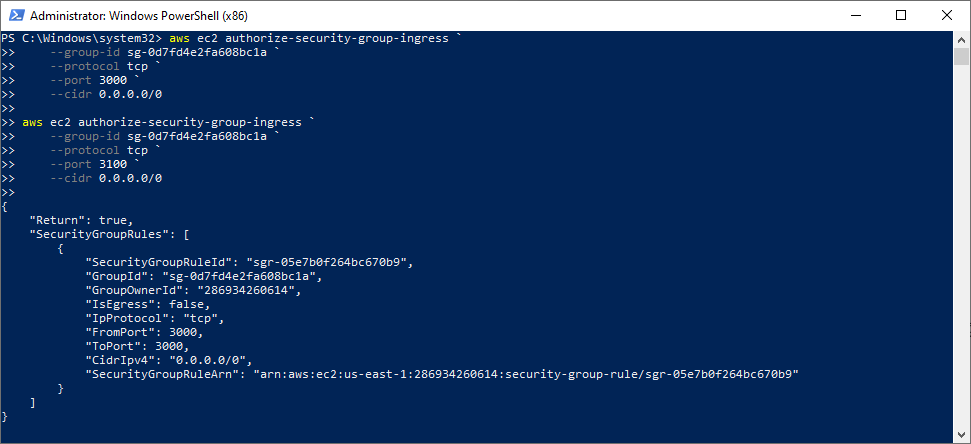 Administrator: Windows PowerShell (x86)
PS C:\Windows\system32> aws ec2 authorize-security-group-ingress `
>>     --group-id sg-0d7fd4e2fa608bc1a `
>>     --protocol tcp `
>>     --port 3000 `
>>     --cidr 0.0.0.0/0
>>
>> aws ec2 authorize-security-group-ingress `
>>     --group-id sg-0d7fd4e2fa608bc1a `
>>     --protocol tcp `
>>     --port 3100 `
>>     --cidr 0.0.0.0/0
>>
{
    "Return": true,
    "SecurityGroupRules": [
        {
            "SecurityGroupRuleId": "sgr-05e7b0f264bc670b9",
            "GroupId": "sg-0d7fd4e2fa608bc1a",
            "GroupOwnerId": "286934260614",
            "IsEgress": false,
            "IpProtocol": "tcp",
            "FromPort": 3000,
            "ToPort": 3000,
            "CidrIpv4": "0.0.0.0/0",
            "SecurityGroupRuleArn": "arn:aws:ec2:us-east-1:286934260614:security-group-rule/sgr-05e7b0f264bc670b9"
        }
    ]
}